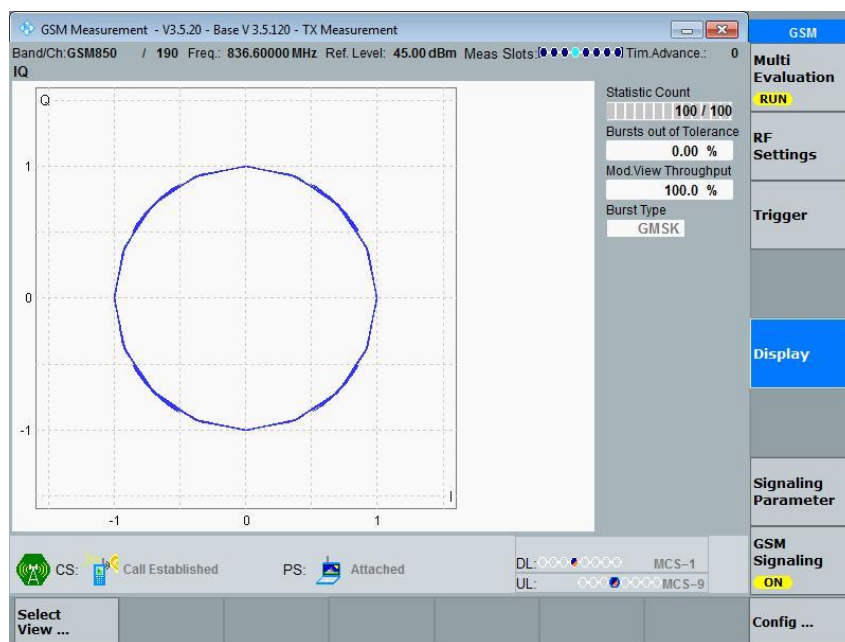 GSM Measurement - V3.5.20 - Base V 3.5.120 - TX Measurement
GSM
Band/Ch:GSM850 / 190 Freq.: 836.60000 MHz Ref. Level: 45.00 dBm Meas Slots: Tim.Advance.: 0
IQ
Q
1
0
-1
I
-1 0 1
Statistic Count
100 / 100
Bursts out of Tolerance
0.00 %
Mod.View Throughput
100.0 %
Burst Type
GMSK
Multi
Evaluation
RUN
RF
Settings
Trigger
Display
Signaling
Parameter
GSM
Signaling
ON
CS: Call Established PS: Attached
DL: MCS-1
UL: MCS-9
Select
View ...
Config ...